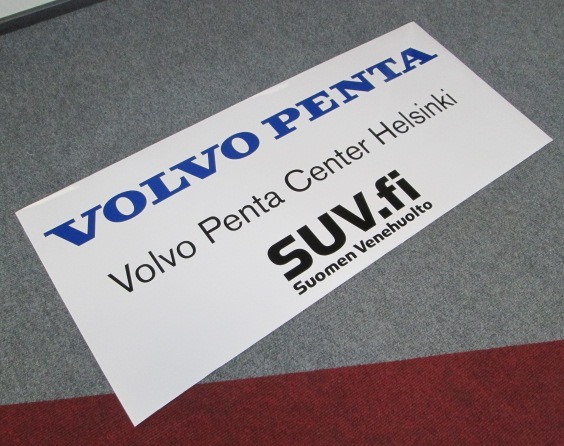 VOLVO PENTA
Volvo Penta Center Helsinki
SUV.fi
Suomen Venehuolto